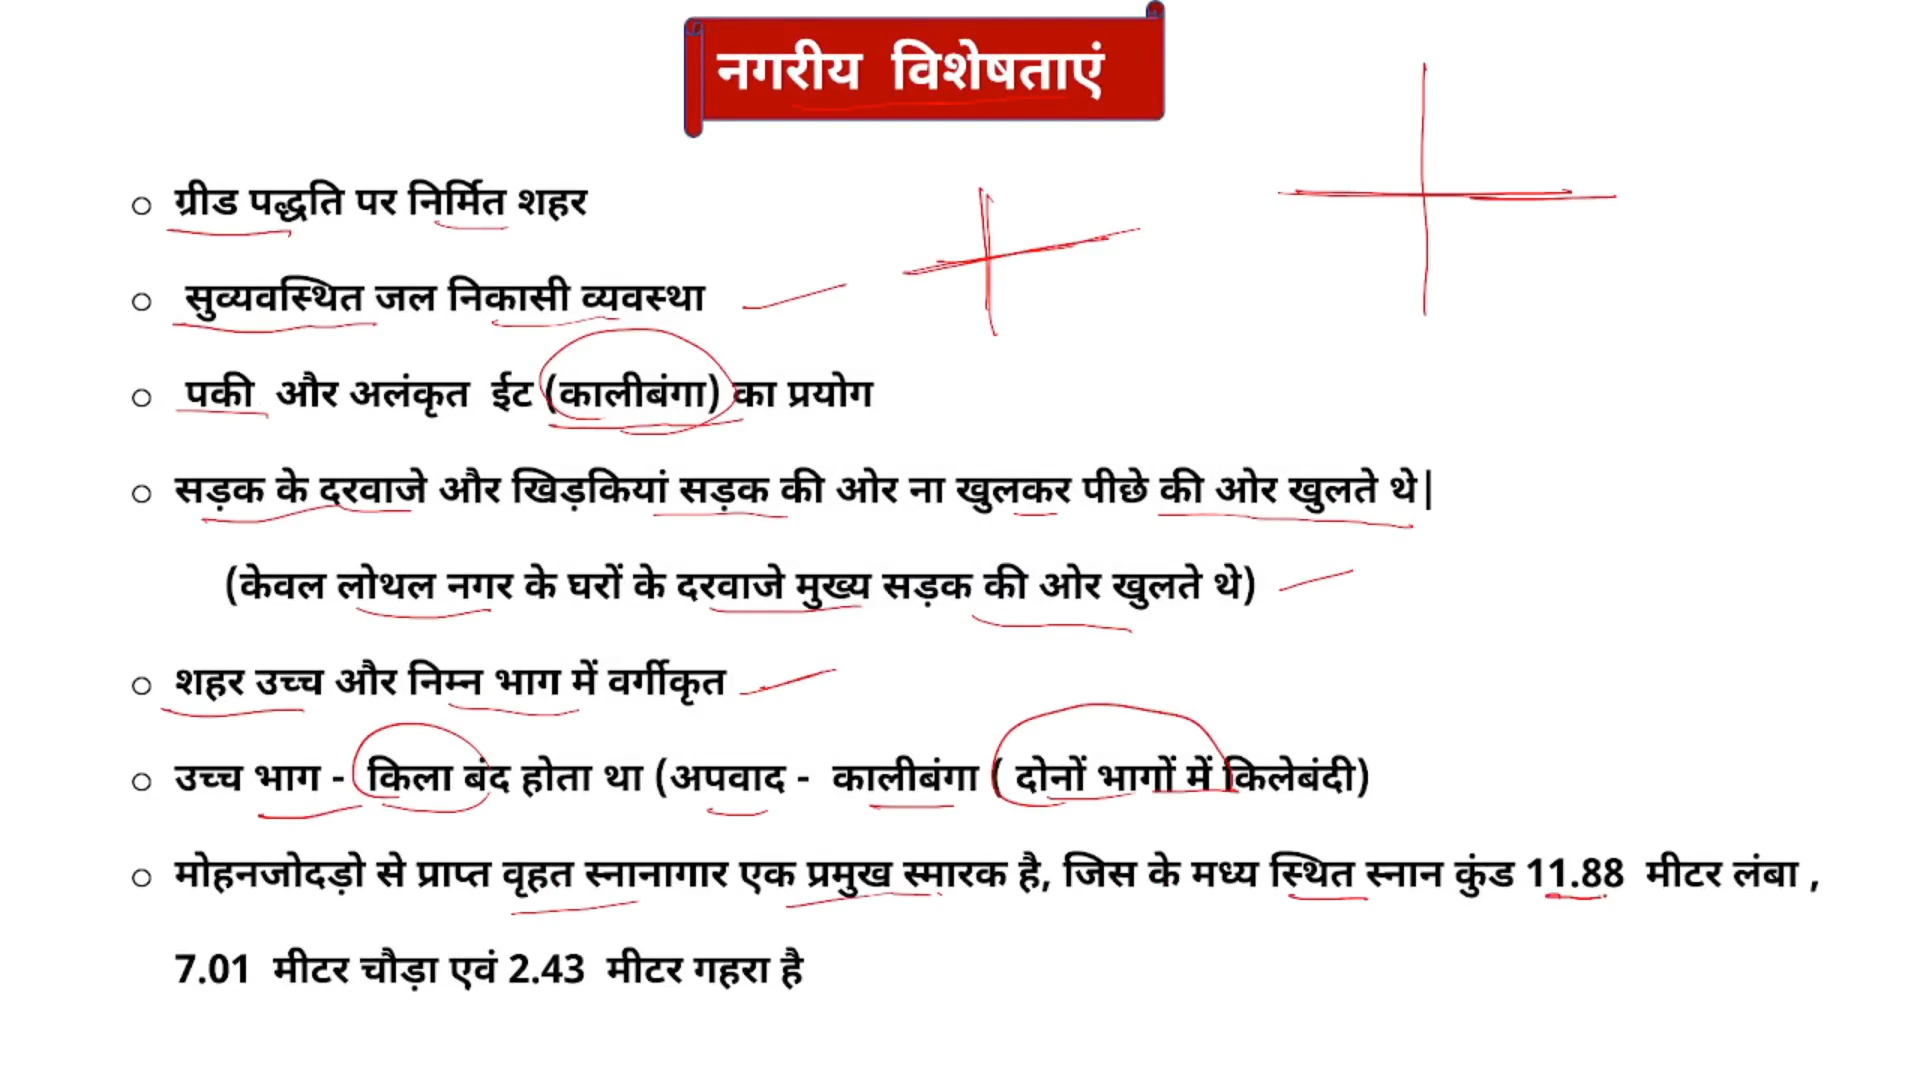 नगरीय विशेषताएं
○ ग्रीड पद्धति पर निर्मित शहर
○ सुव्यवस्थित जल निकासी व्यवस्था
○ पकी और अलंकृत ईट (कालीबंगा) का प्रयोग
○ सड़क के दरवाजे और खिड़कियां सड़क की ओर ना खुलकर पीछे की ओर खुलते थे|
(केवल लोथल नगर के घरों के दरवाजे मुख्य सड़क की ओर खुलते थे)
○ शहर उच्च और निम्न भाग में वर्गीकृत
○ उच्च भाग - किला बंद होता था (अपवाद - कालीबंगा ( दोनों भागों में किलेबंदी)
○ मोहनजोदड़ो से प्राप्त वृहत स्नानागार एक प्रमुख स्मारक है, जिस के मध्य स्थित स्नान कुंड 11.88 मीटर लंबा ,
7.01 मीटर चौड़ा एवं 2.43 मीटर गहरा है